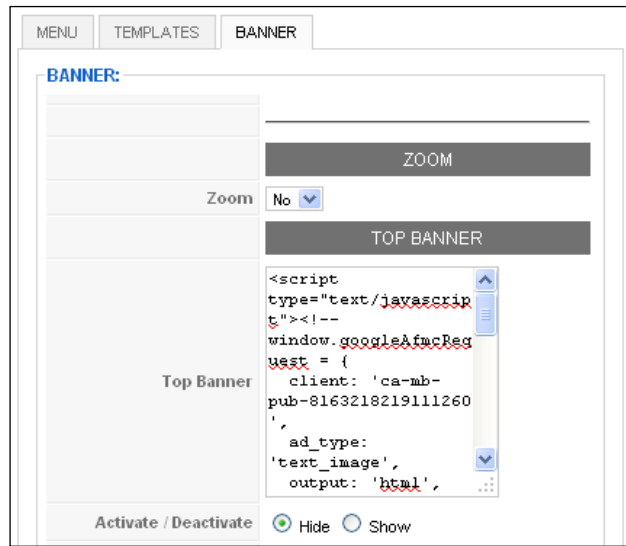 MENU TEMPLATES BANNER
BANNER:
ZOOM
Zoom No
TOP BANNER
Top Banner
<script
type="text/javascrip
t"><!--
window.googleAfmcReq
uest = {
client: 'ca-mb-
pub-8163218219111260
',
ad_type:
'text_image',
output: 'html',
Activate / Deactivate Hide Show